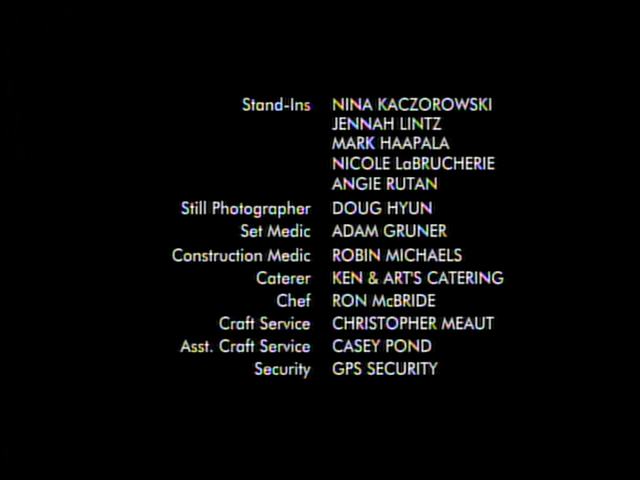 Stand-Ins NINA KACZOROWSKI
JENNAH LINTZ
MARK HAAPALA
NICOLE LaBRUCHERIE
ANGIE RUTAN
Still Photographer DOUG HYUN
Set Medic ADAM GRUNER
Construction Medic ROBIN MICHAELS
Caterer KEN & ART'S CATERING
Chef RON McBRIDE
Craft Service CHRISTOPHER MEAUT
Asst. Craft Service CASEY POND
Security GPS SECURITY